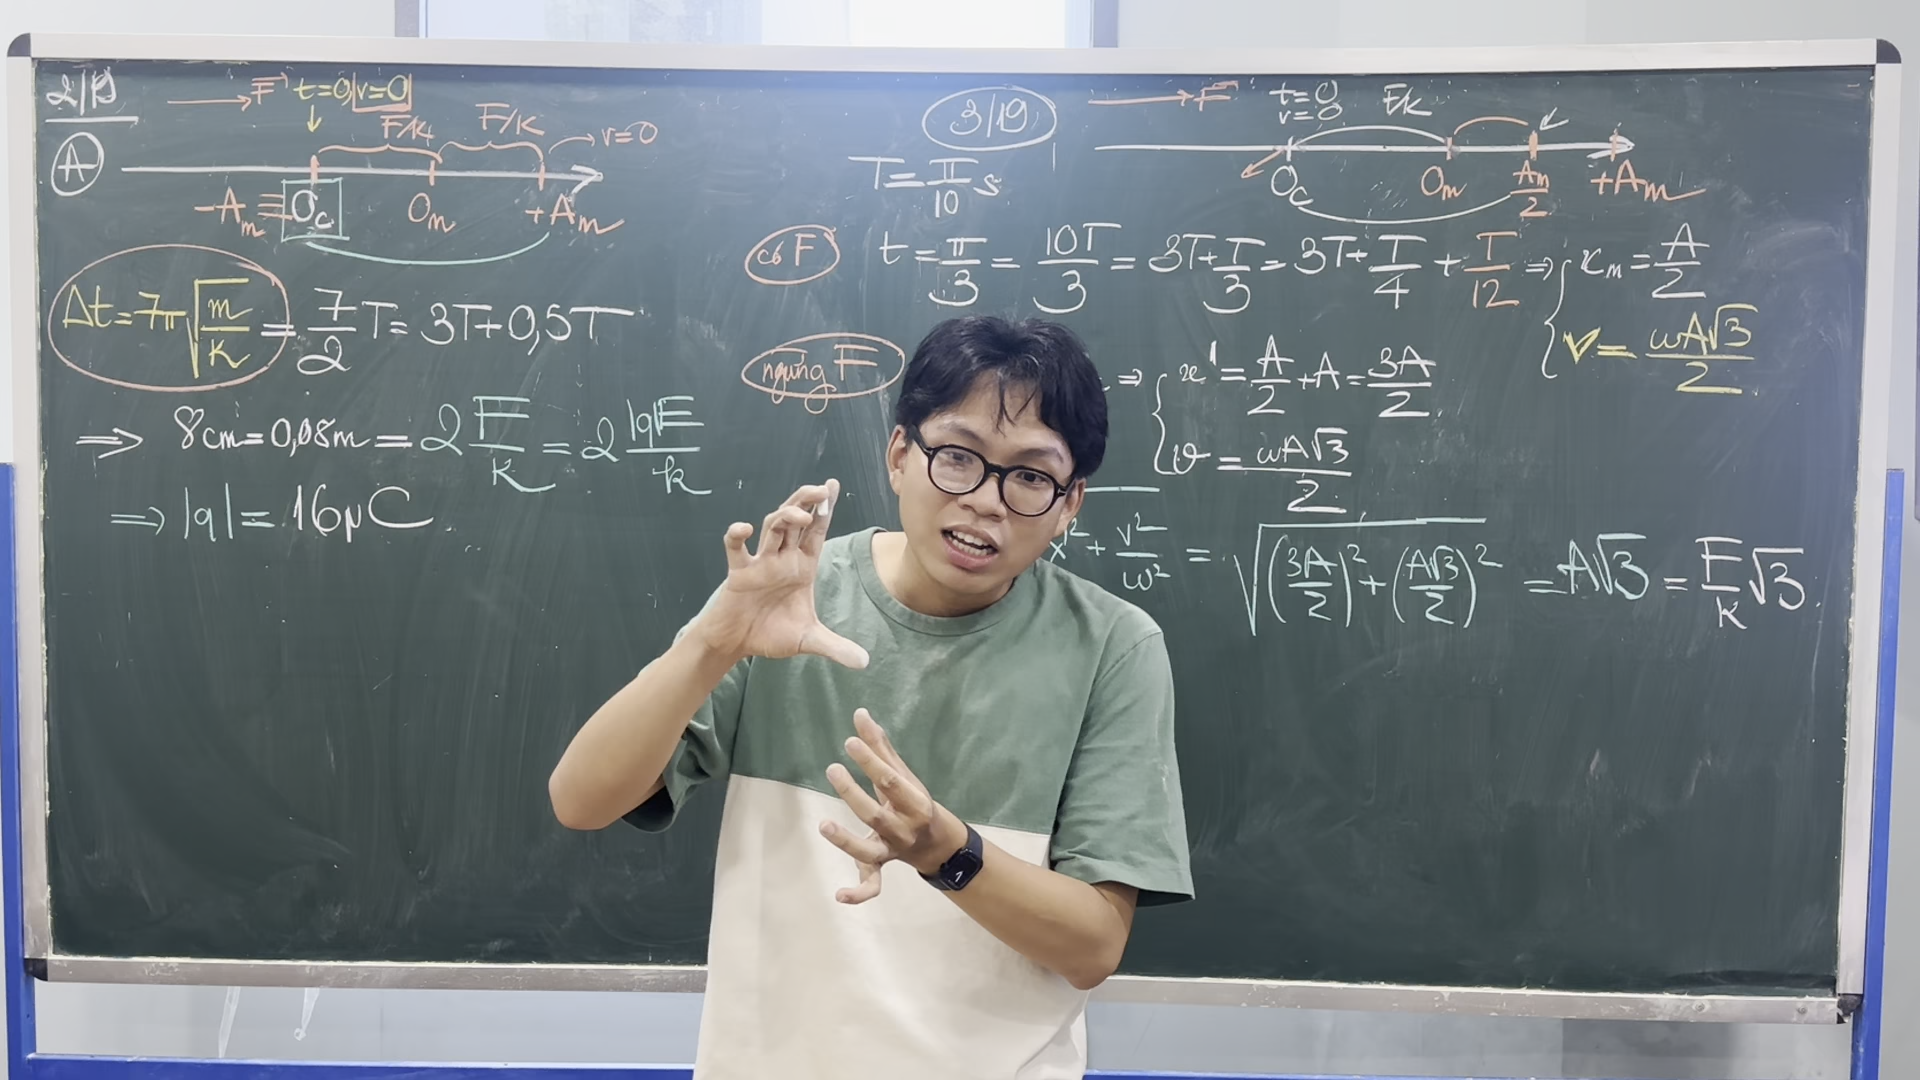 2/19
→ F t=0 v=0
F/k F/k → v=0
A
-Am ≡ Oc Om +Am
Δt = 7π√(m/k) = 7/2 T = 3T + 0,5T
⇒ 8cm = 0,08m = 2 F/k = 2 |q|E/k
⇒ |q| = 16μC
3/19
→ F t=0 v=0 F/k
T = π/10 s
Oc Om Am/2 +Am
có F t = π/3 = 10T/3 = 3T + T/3 = 3T + T/4 + T/12 ⇒ { xm = A/2
v = ωA√3/2
ngừng F ⇒ { x' = A/2 + A = 3A/2
v = ωA√3/2
x'² + v²/ω² = √((3A/2)² + (A√3/2)²) = A√3 = F/k √3